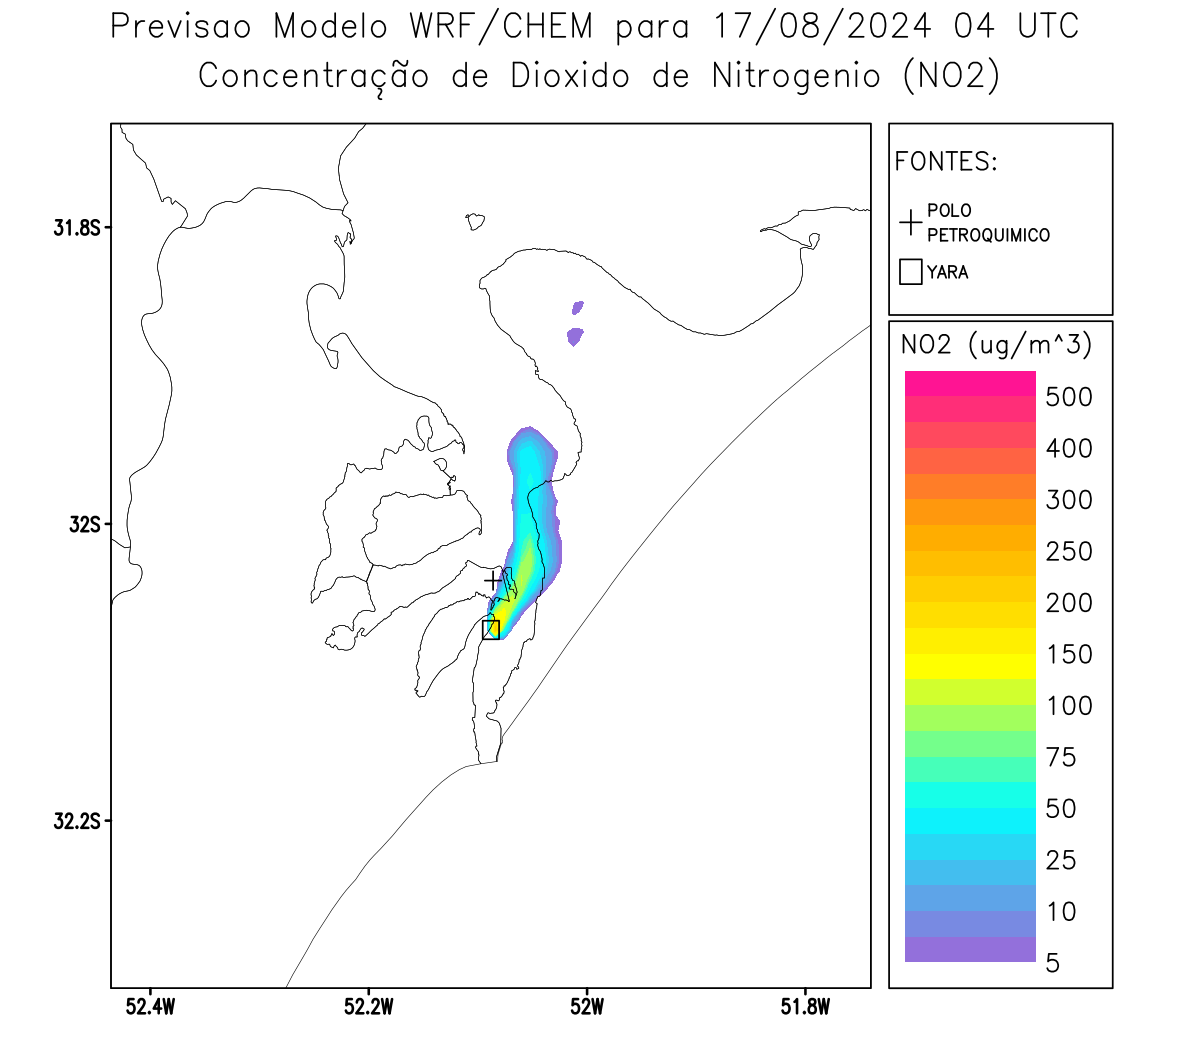 Previsao Modelo WRF/CHEM para 17/08/2024 04 UTC
Concentração de Dioxido de Nitrogenio (NO2)
FONTES:
POLO
PETROQUIMICO
YARA
NO2 (ug/m^3)
500
400
300
250
200
150
100
75
50
25
10
5
31.8S
32S
32.2S
52.4W
52.2W
52W
51.8W